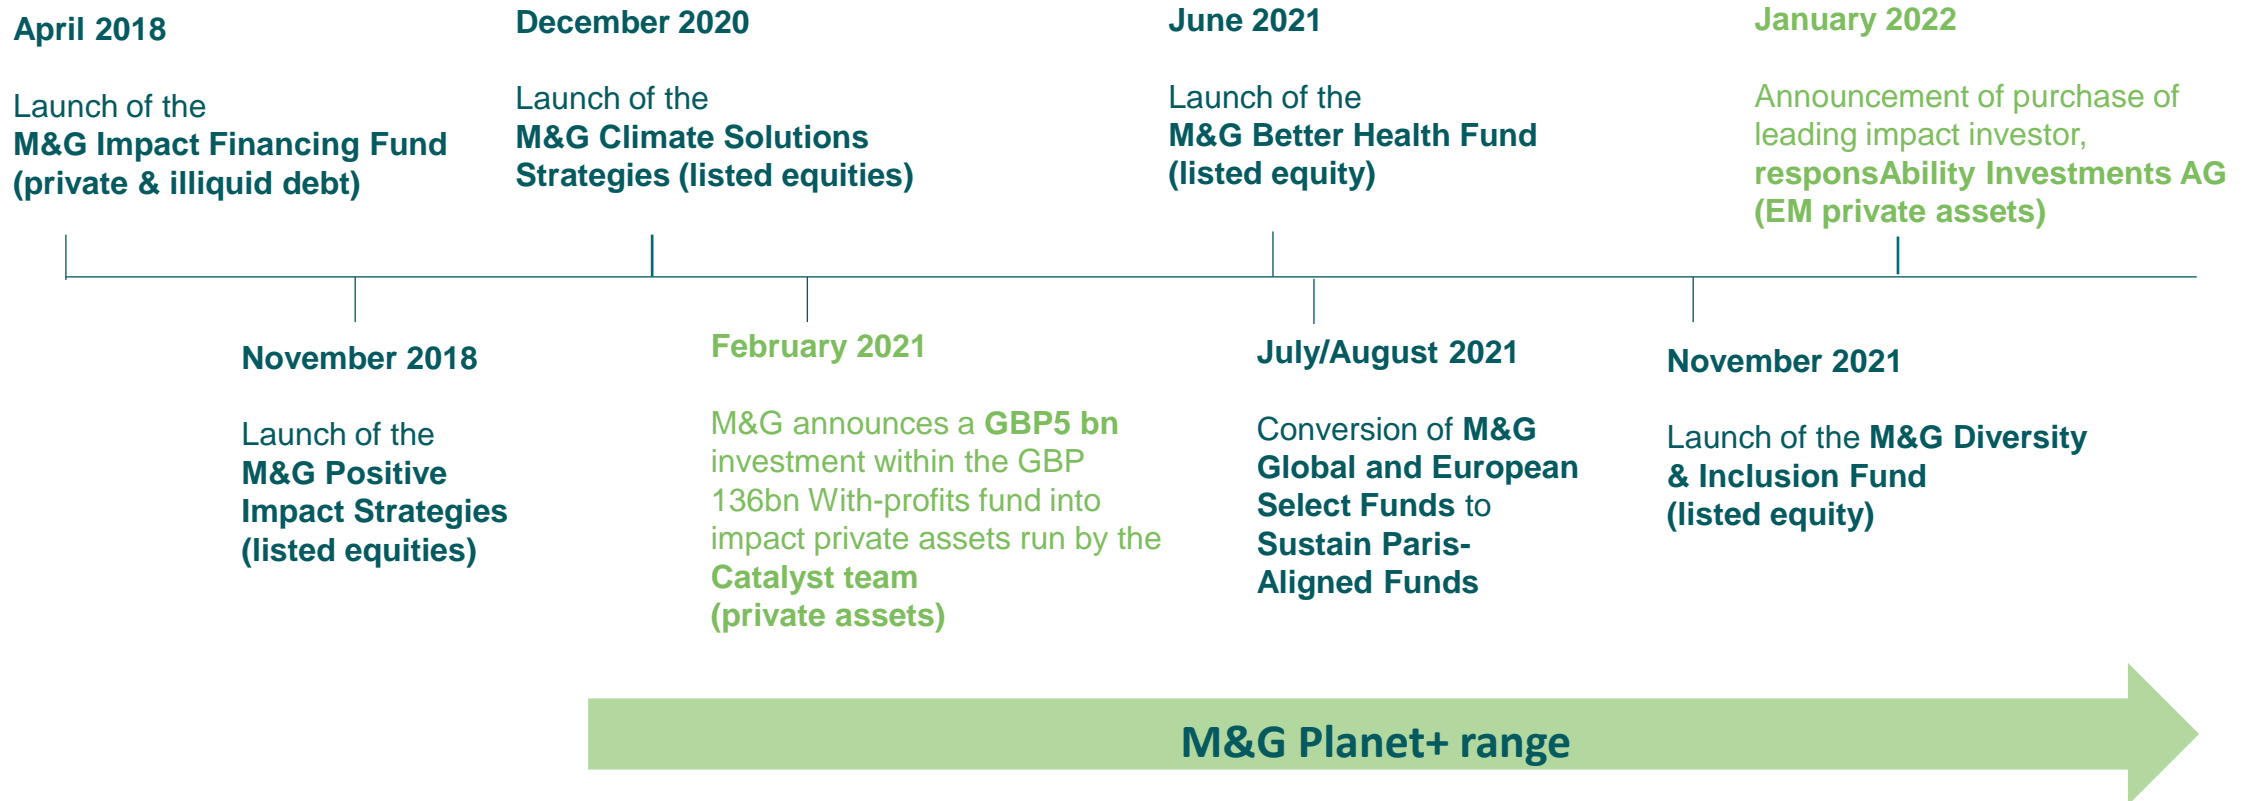 April 2018
Launch of the
M&G Impact Financing Fund
(private & illiquid debt)
December 2020
Launch of the
M&G Climate Solutions
Strategies (listed equities)
June 2021
Launch of the
M&G Better Health Fund
(listed equity)
January 2022
Announcement of purchase of
leading impact investor,
responsAbility Investments AG
(EM private assets)
November 2018
Launch of the
M&G Positive
Impact Strategies
(listed equities)
February 2021
M&G announces a GBP5 bn
investment within the GBP
136bn With-profits fund into
impact private assets run by the
Catalyst team
(private assets)
July/August 2021
Conversion of M&G
Global and European
Select Funds to
Sustain Paris-
Aligned Funds
November 2021
Launch of the M&G Diversity
& Inclusion Fund
(listed equity)
M&G Planet+ range